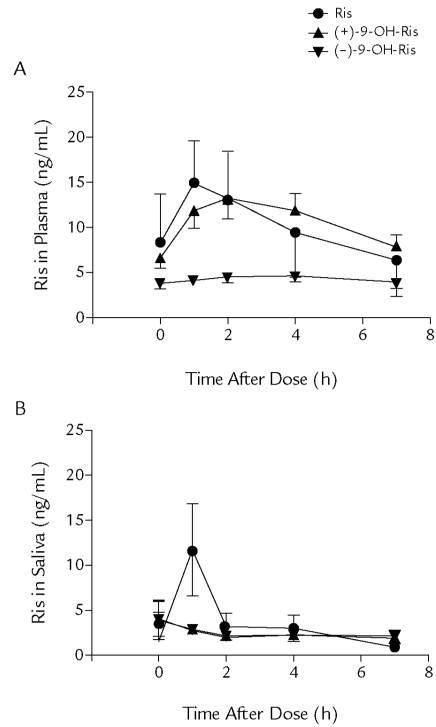 Ris
(+)-9-OH-Ris
(−)-9-OH-Ris
A
25
20
15
10
5
0
Ris in Plasma (ng/mL)
0 2 4 6 8
Time After Dose (h)
B
25
20
15
10
5
0
Ris in Saliva (ng/mL)
0 2 4 6 8
Time After Dose (h)